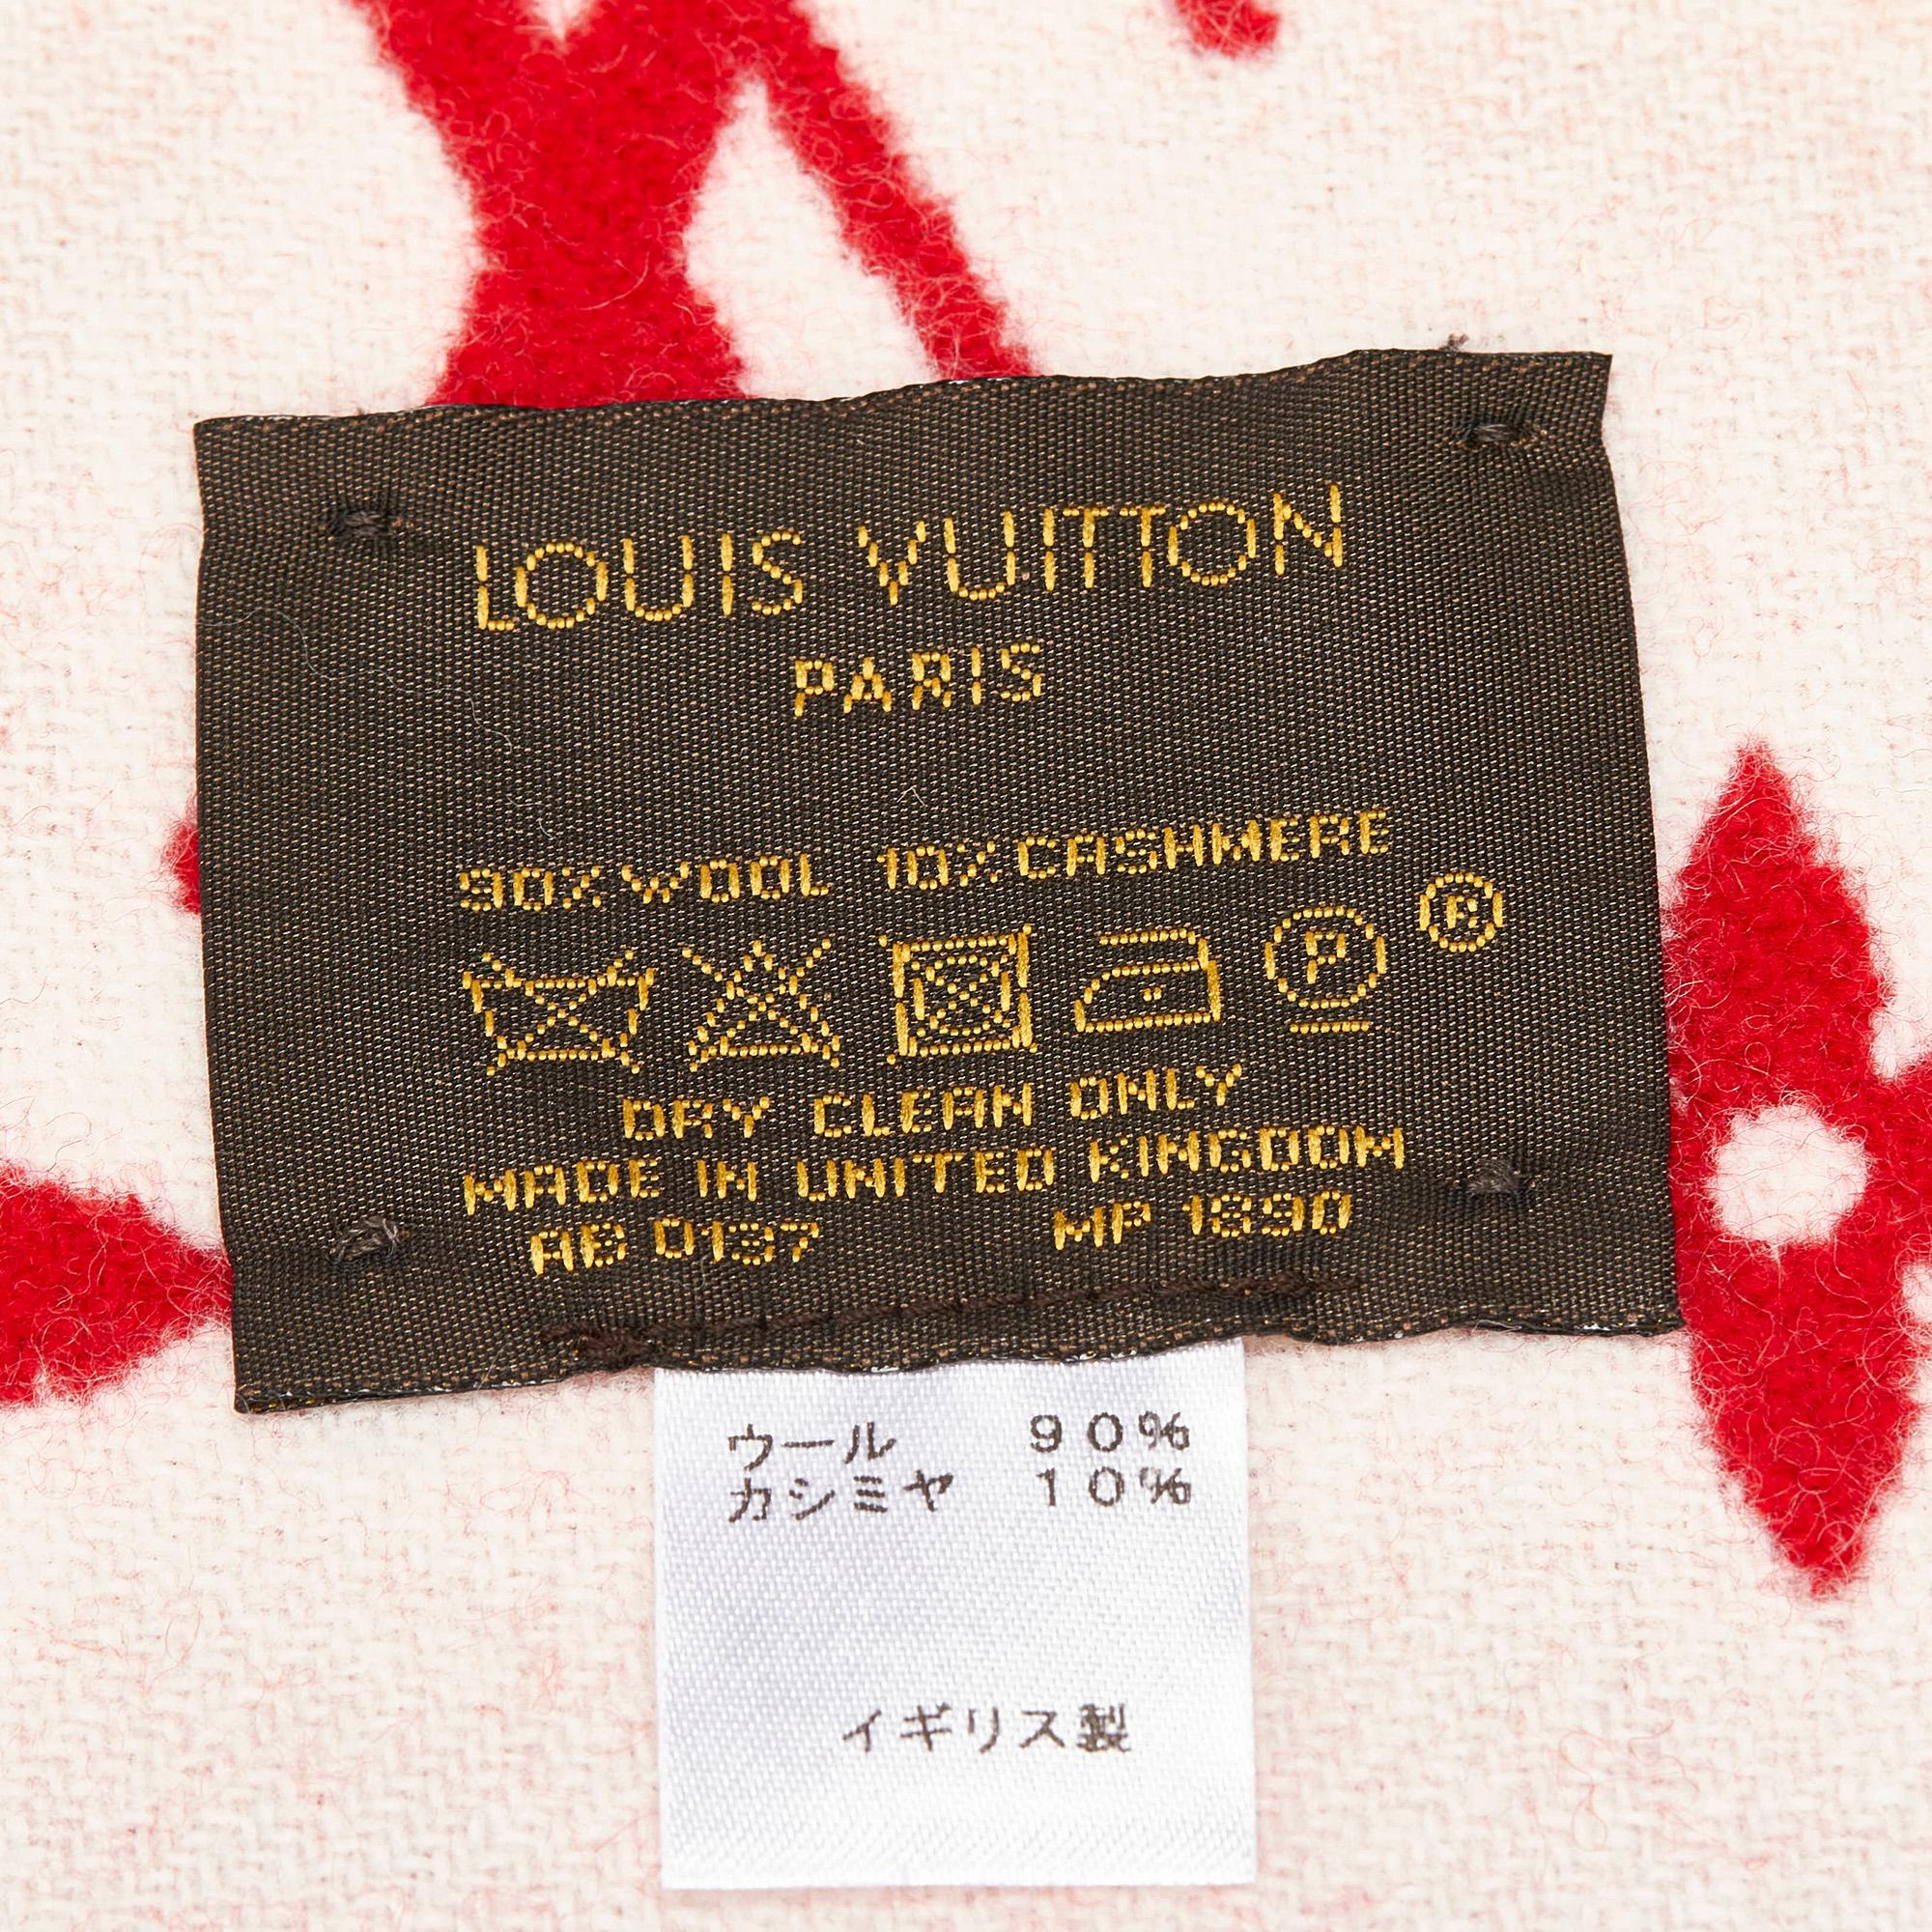 LOUIS VUITTON
PARIS
90% WOOL 10% CASHMERE
P ®
DRY CLEAN ONLY
MADE IN UNITED KINGDOM
AB 0137 MP 1890
ウール 90%
カシミヤ 10%
イギリス製